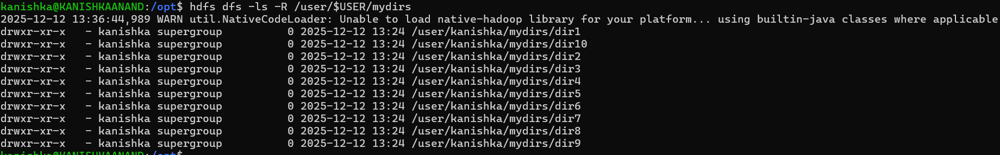 kanishka@KANISHKAANAND:/opt$ hdfs dfs -ls -R /user/$USER/mydirs
2025-12-12 13:36:44,989 WARN util.NativeCodeLoader: Unable to load native-hadoop library for your platform... using builtin-java classes where applicable
drwxr-xr-x   - kanishka supergroup          0 2025-12-12 13:24 /user/kanishka/mydirs/dir1
drwxr-xr-x   - kanishka supergroup          0 2025-12-12 13:24 /user/kanishka/mydirs/dir10
drwxr-xr-x   - kanishka supergroup          0 2025-12-12 13:24 /user/kanishka/mydirs/dir2
drwxr-xr-x   - kanishka supergroup          0 2025-12-12 13:24 /user/kanishka/mydirs/dir3
drwxr-xr-x   - kanishka supergroup          0 2025-12-12 13:24 /user/kanishka/mydirs/dir4
drwxr-xr-x   - kanishka supergroup          0 2025-12-12 13:24 /user/kanishka/mydirs/dir5
drwxr-xr-x   - kanishka supergroup          0 2025-12-12 13:24 /user/kanishka/mydirs/dir6
drwxr-xr-x   - kanishka supergroup          0 2025-12-12 13:24 /user/kanishka/mydirs/dir7
drwxr-xr-x   - kanishka supergroup          0 2025-12-12 13:24 /user/kanishka/mydirs/dir8
drwxr-xr-x   - kanishka supergroup          0 2025-12-12 13:24 /user/kanishka/mydirs/dir9
kanishka@KANISHKAANAND:/opt$